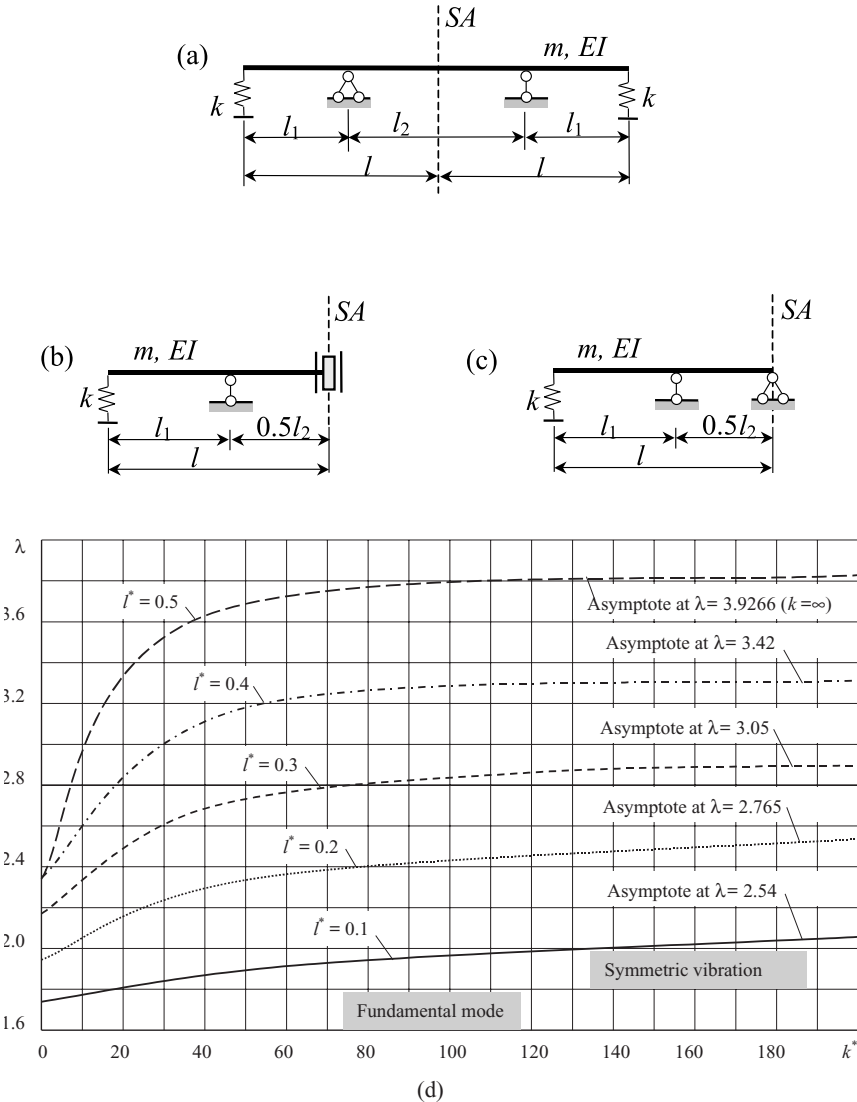 SA
(a)
m, EI
k
k
l1
l2
l1
l
l
SA
(b)
m, EI
k
l1
0.5l2
l
SA
(c)
m, EI
k
l1
0.5l2
l
λ
l* = 0.5
Asymptote at λ= 3.9266 (k =∞)
3.6
Asymptote at λ= 3.42
l* = 0.4
3.2
Asymptote at λ= 3.05
l* = 0.3
2.8
Asymptote at λ= 2.765
l* = 0.2
2.4
Asymptote at λ= 2.54
l* = 0.1
2.0
Symmetric vibration
Fundamental mode
1.6
0 20 40 60 80 100 120 140 160 180 k*
(d)